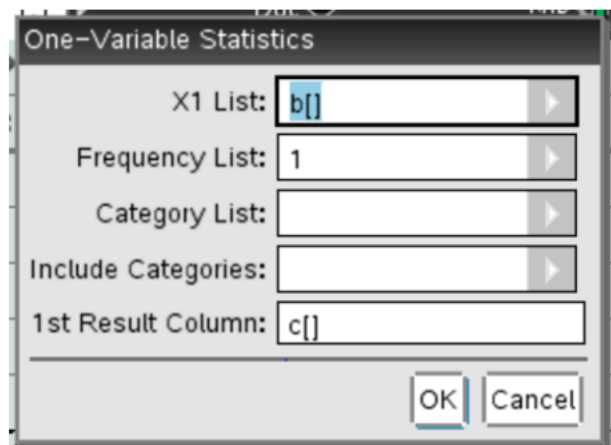 One-Variable Statistics
X1 List: b[]
Frequency List: 1
Category List:
Include Categories:
1st Result Column: c[]
OK Cancel